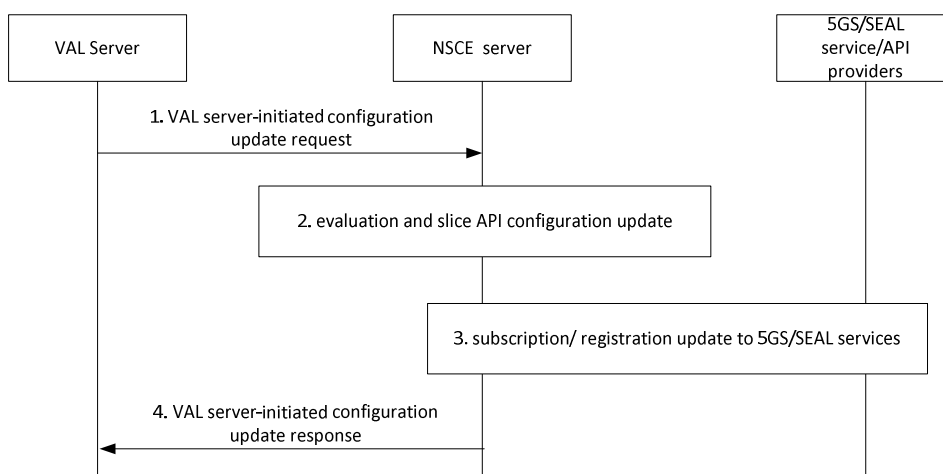 VAL Server
NSCE server
5GS/SEAL
service/API
providers
1. VAL server-initiated configuration
update request
2. evaluation and slice API configuration update
3. subscription/ registration update to 5GS/SEAL services
4. VAL server-initiated configuration
update response